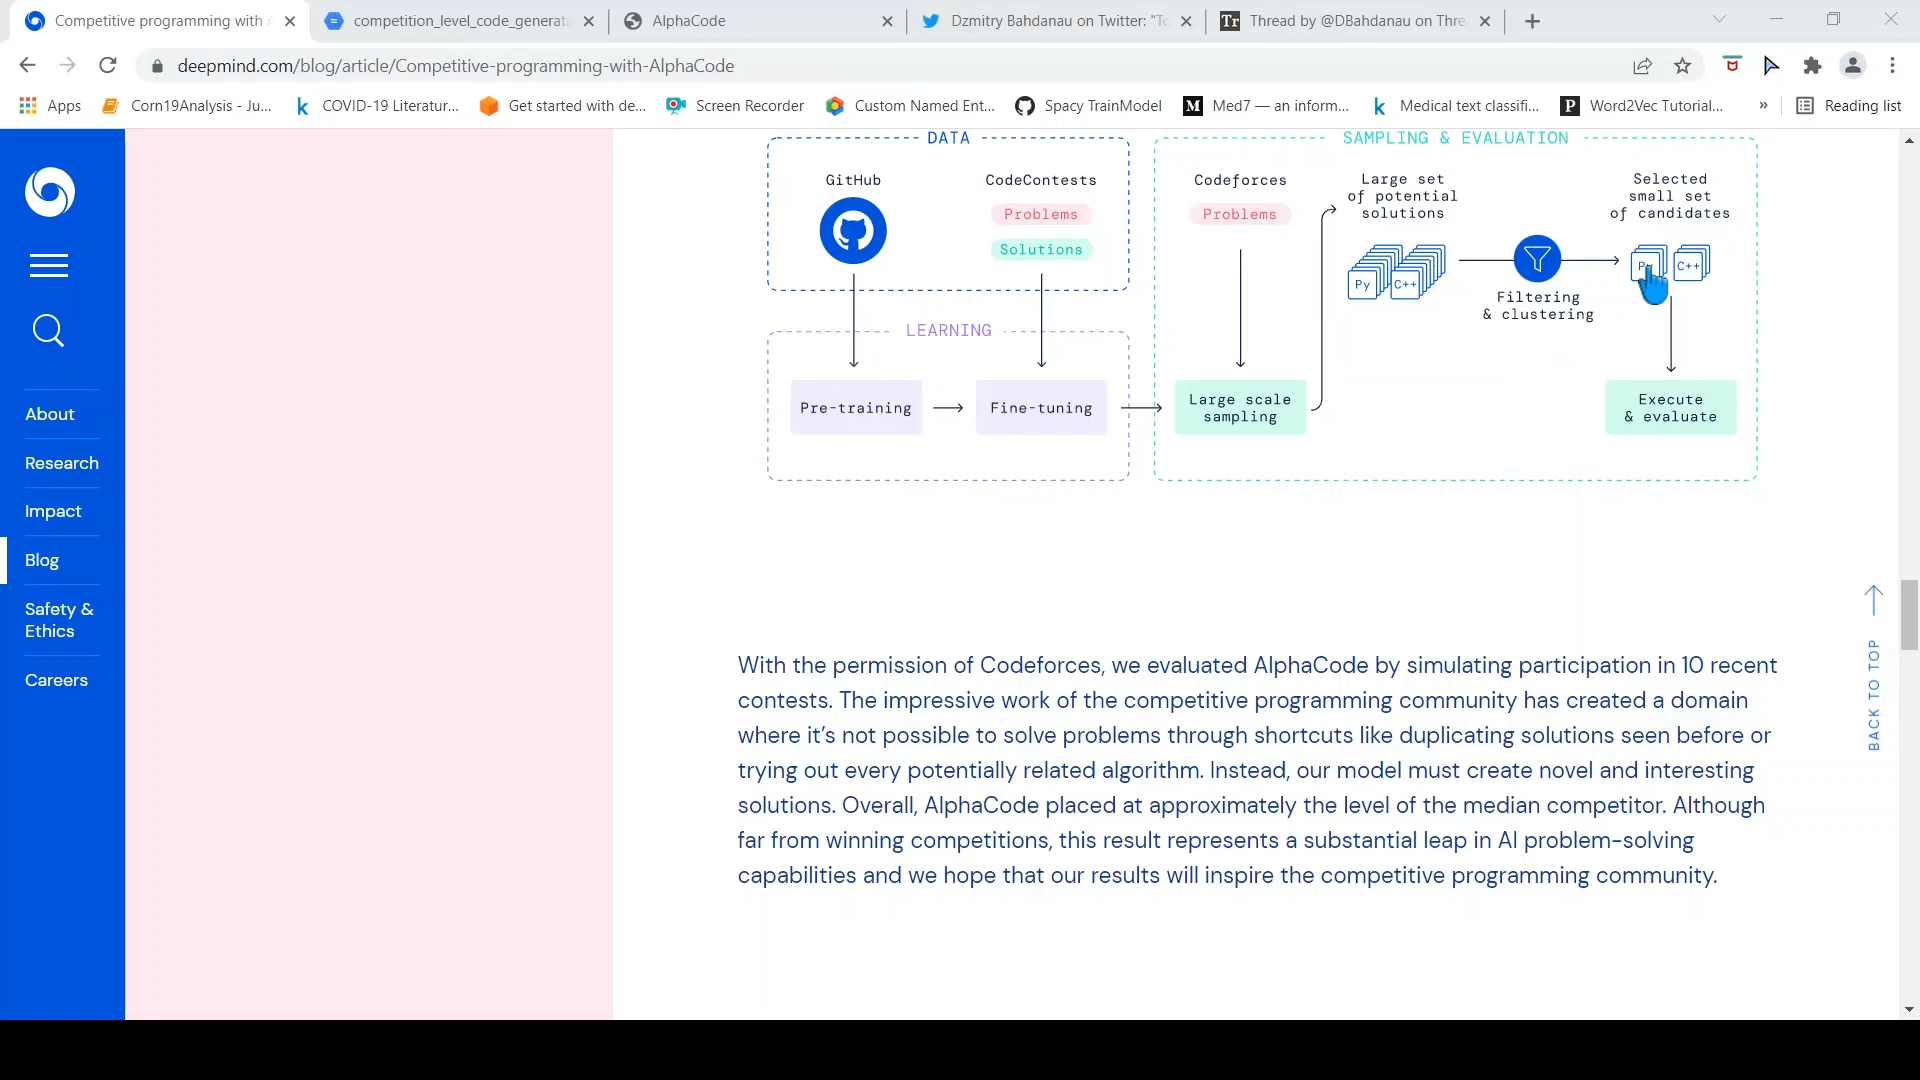 Competitive programming with A
competition_level_code_generati
AlphaCode
Dzmitry Bahdanau on Twitter: "To
Tr
Thread by @DBahdanau on Thre
deepmind.com/blog/article/Competitive-programming-with-AlphaCode
Apps
Corn19Analysis - Ju...
k
COVID-19 Literatur...
Get started with de...
Screen Recorder
Custom Named Ent...
Spacy TrainModel
M
Med7 — an inform...
k
Medical text classifi...
P
Word2Vec Tutorial...
»
Reading list
About
Research
Impact
Blog
Safety &
Ethics
Careers
DATA
GitHub
CodeContests
Problems
Solutions
LEARNING
Pre-training
Fine-tuning
SAMPLING & EVALUATION
Codeforces
Problems
Large scale
sampling
Large set
of potential
solutions
Py
C++
Filtering
& clustering
Selected
small set
of candidates
Py
C++
Execute
& evaluate
With the permission of Codeforces, we evaluated AlphaCode by simulating participation in 10 recent
contests. The impressive work of the competitive programming community has created a domain
where it’s not possible to solve problems through shortcuts like duplicating solutions seen before or
trying out every potentially related algorithm. Instead, our model must create novel and interesting
solutions. Overall, AlphaCode placed at approximately the level of the median competitor. Although
far from winning competitions, this result represents a substantial leap in AI problem-solving
capabilities and we hope that our results will inspire the competitive programming community.
BACK TO TOP